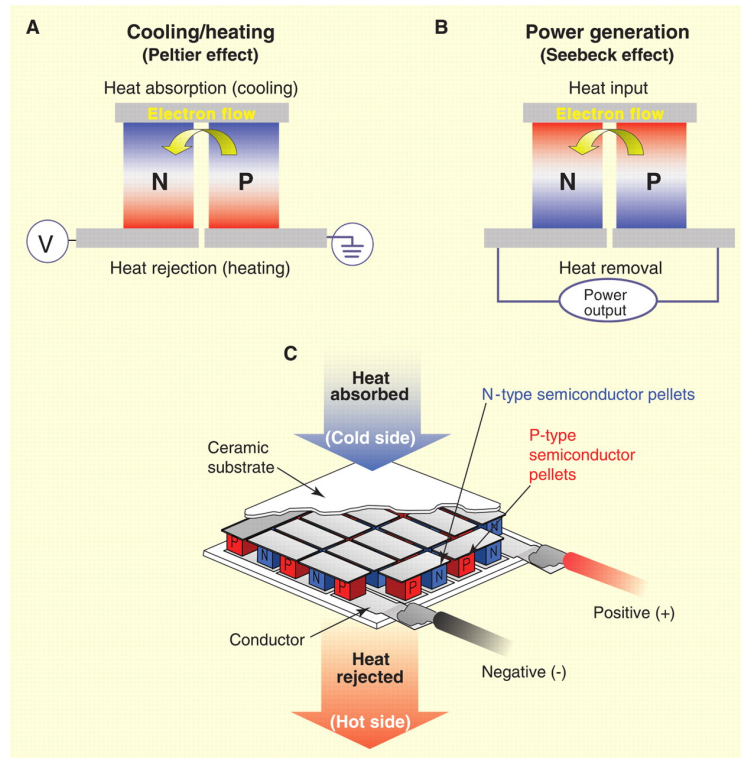 A
Cooling/heating
(Peltier effect)
Heat absorption (cooling)
Electron flow
N
P
V
Heat rejection (heating)
B
Power generation
(Seebeck effect)
Heat input
Electron flow
N
P
Heat removal
Power
output
C
Heat
absorbed
(Cold side)
N-type semiconductor pellets
P-type
semiconductor
pellets
Ceramic
substrate
P
N
P
N
P
P
N
P
N
N
Positive (+)
Conductor
Negative (-)
Heat
rejected
(Hot side)